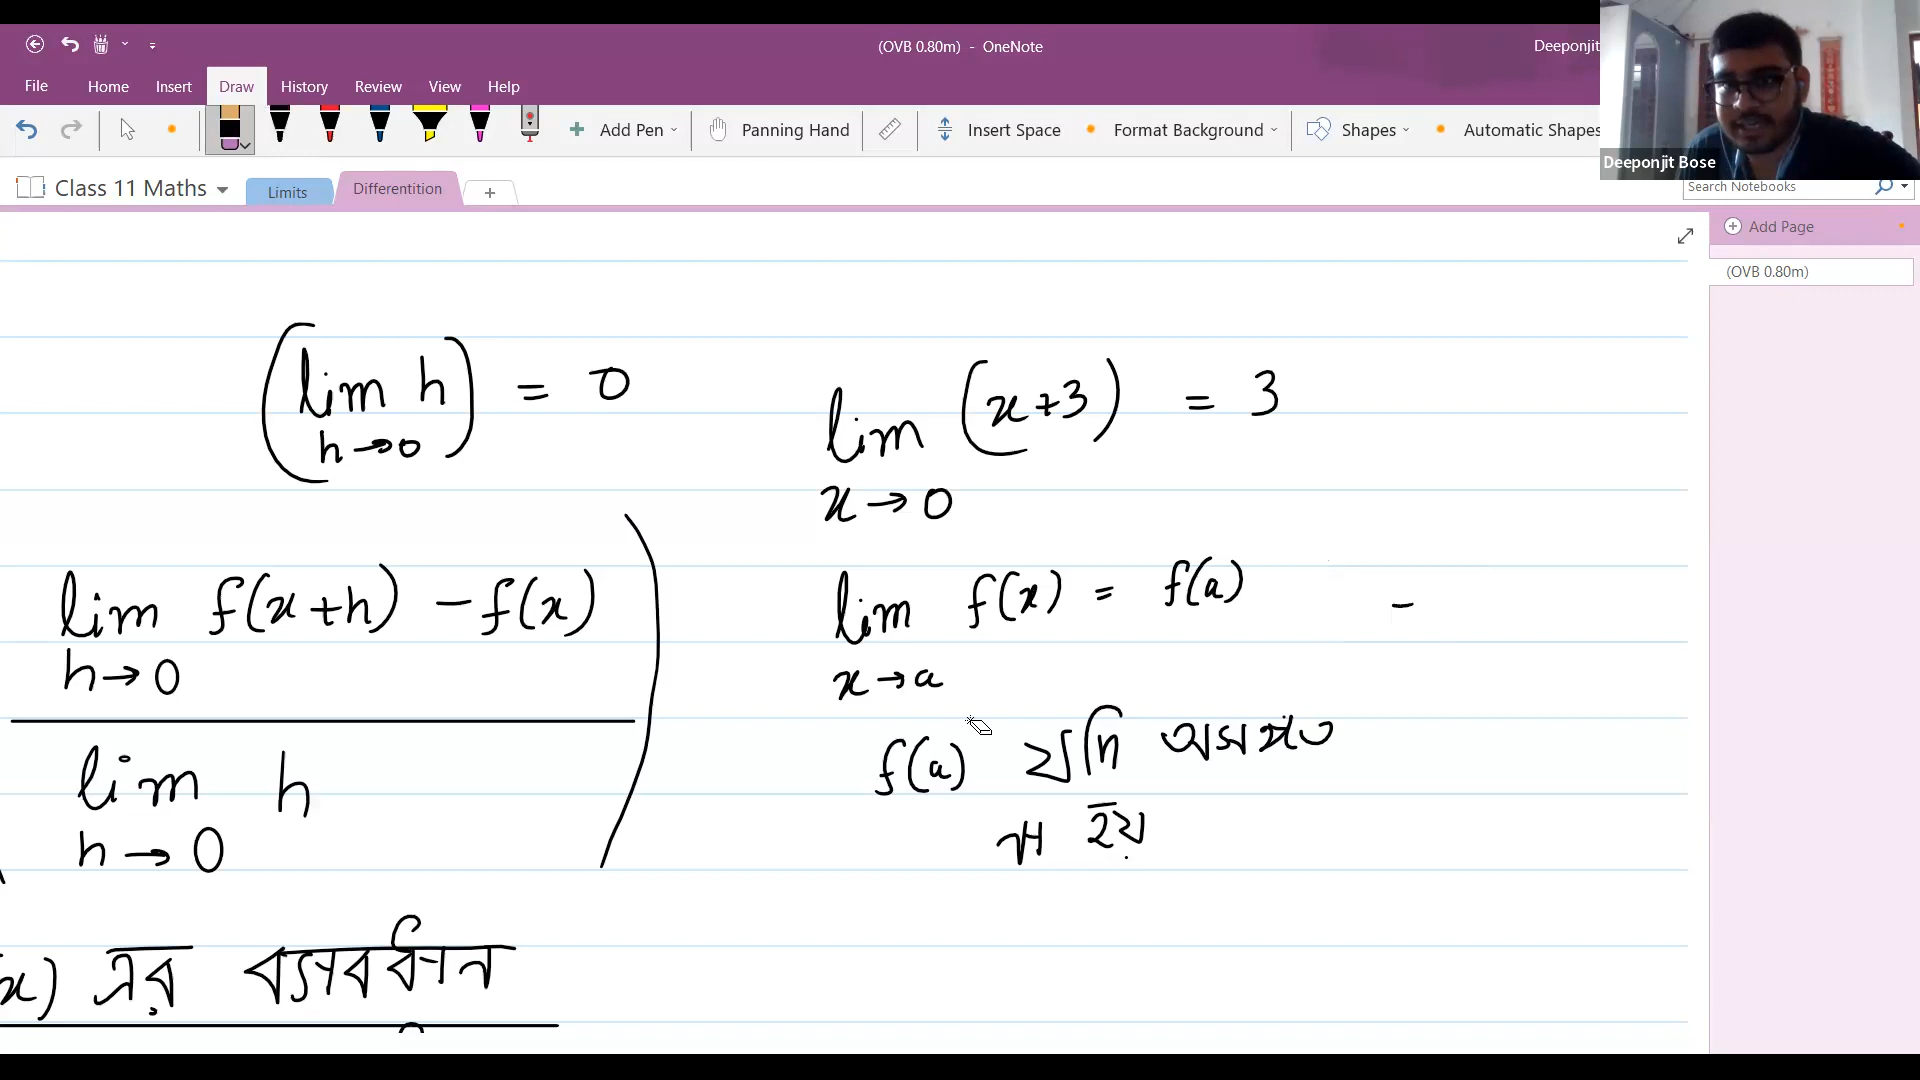 (OVB 0.80m) - OneNote
Deeponjit
File Home Insert Draw History Review View Help
Add Pen Panning Hand Insert Space Format Background Shapes Automatic Shapes
Deeponjit Bose
Class 11 Maths Limits Differentition +
Search Notebooks
Add Page
(OVB 0.80m)
(lim h) = 0
h→0
lim (x+3) = 3
x→0
lim f(x+h) - f(x)
h→0
lim h
h→0
lim f(x) = f(a) -
x→a
f(a) যদি
না হয়
x) এর